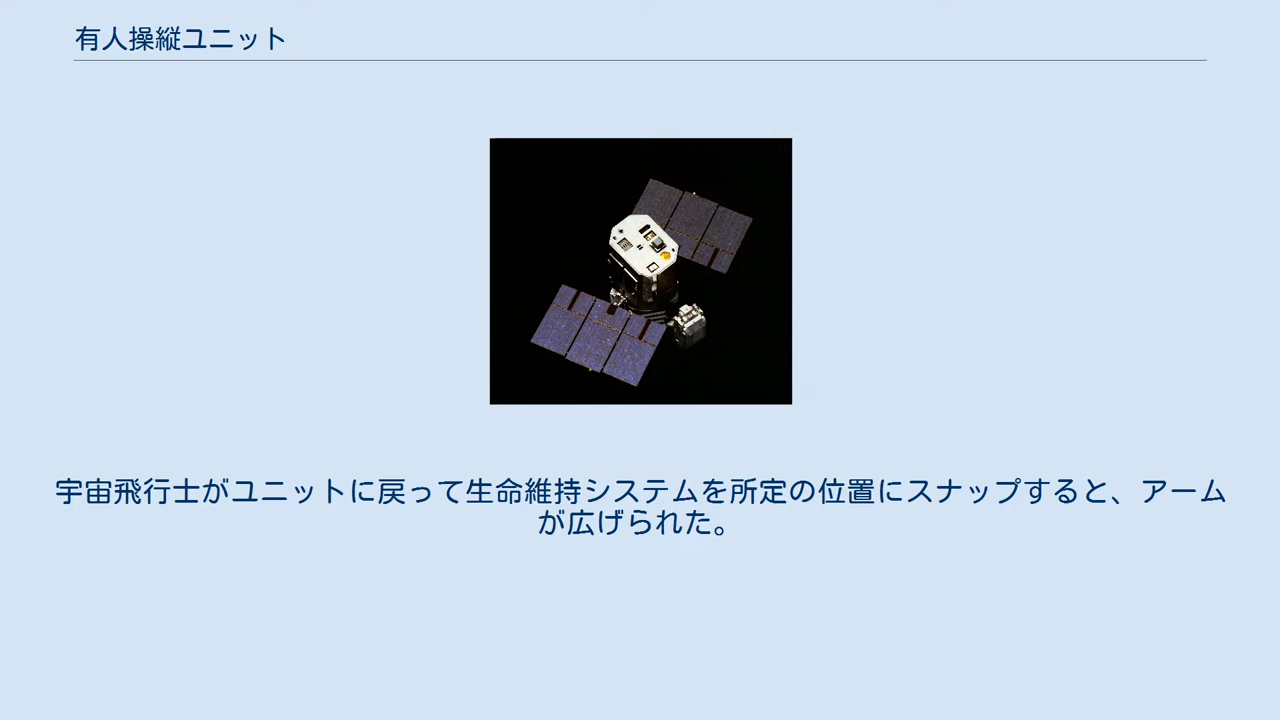 有人操縦ユニット
宇宙飛行士がユニットに戻って生命維持システムを所定の位置にスナップすると、アーム
が広げられた。